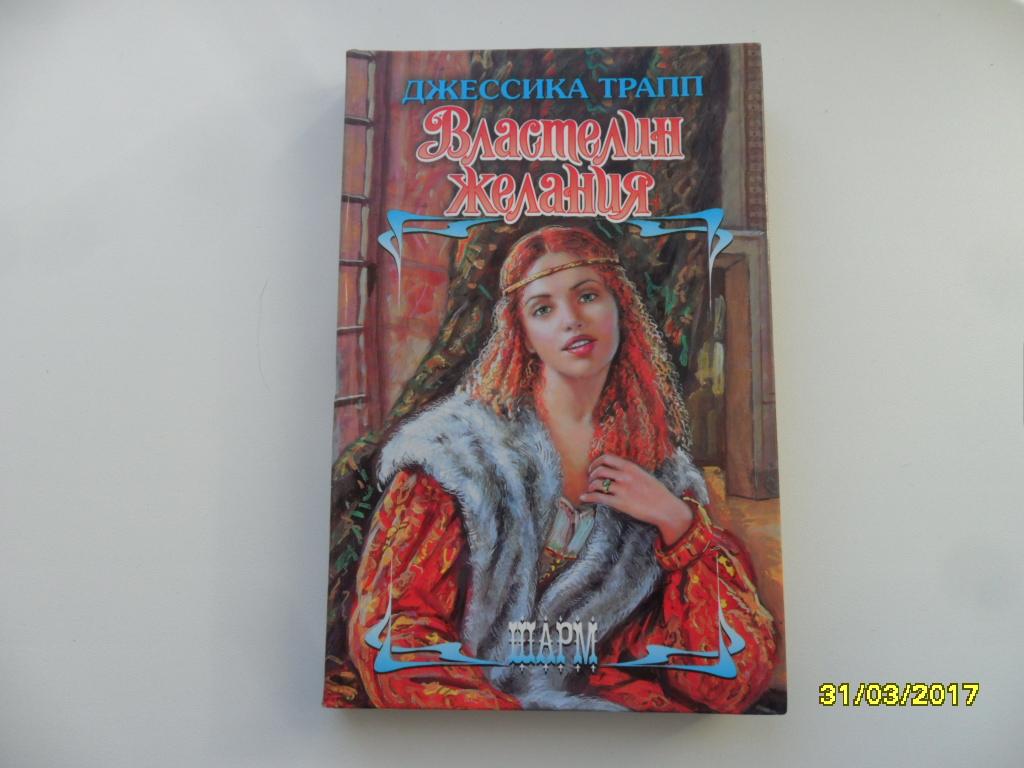 ДЖЕССИКА ТРАПП
Властелин
желания
ШАРМ
31/03/2017